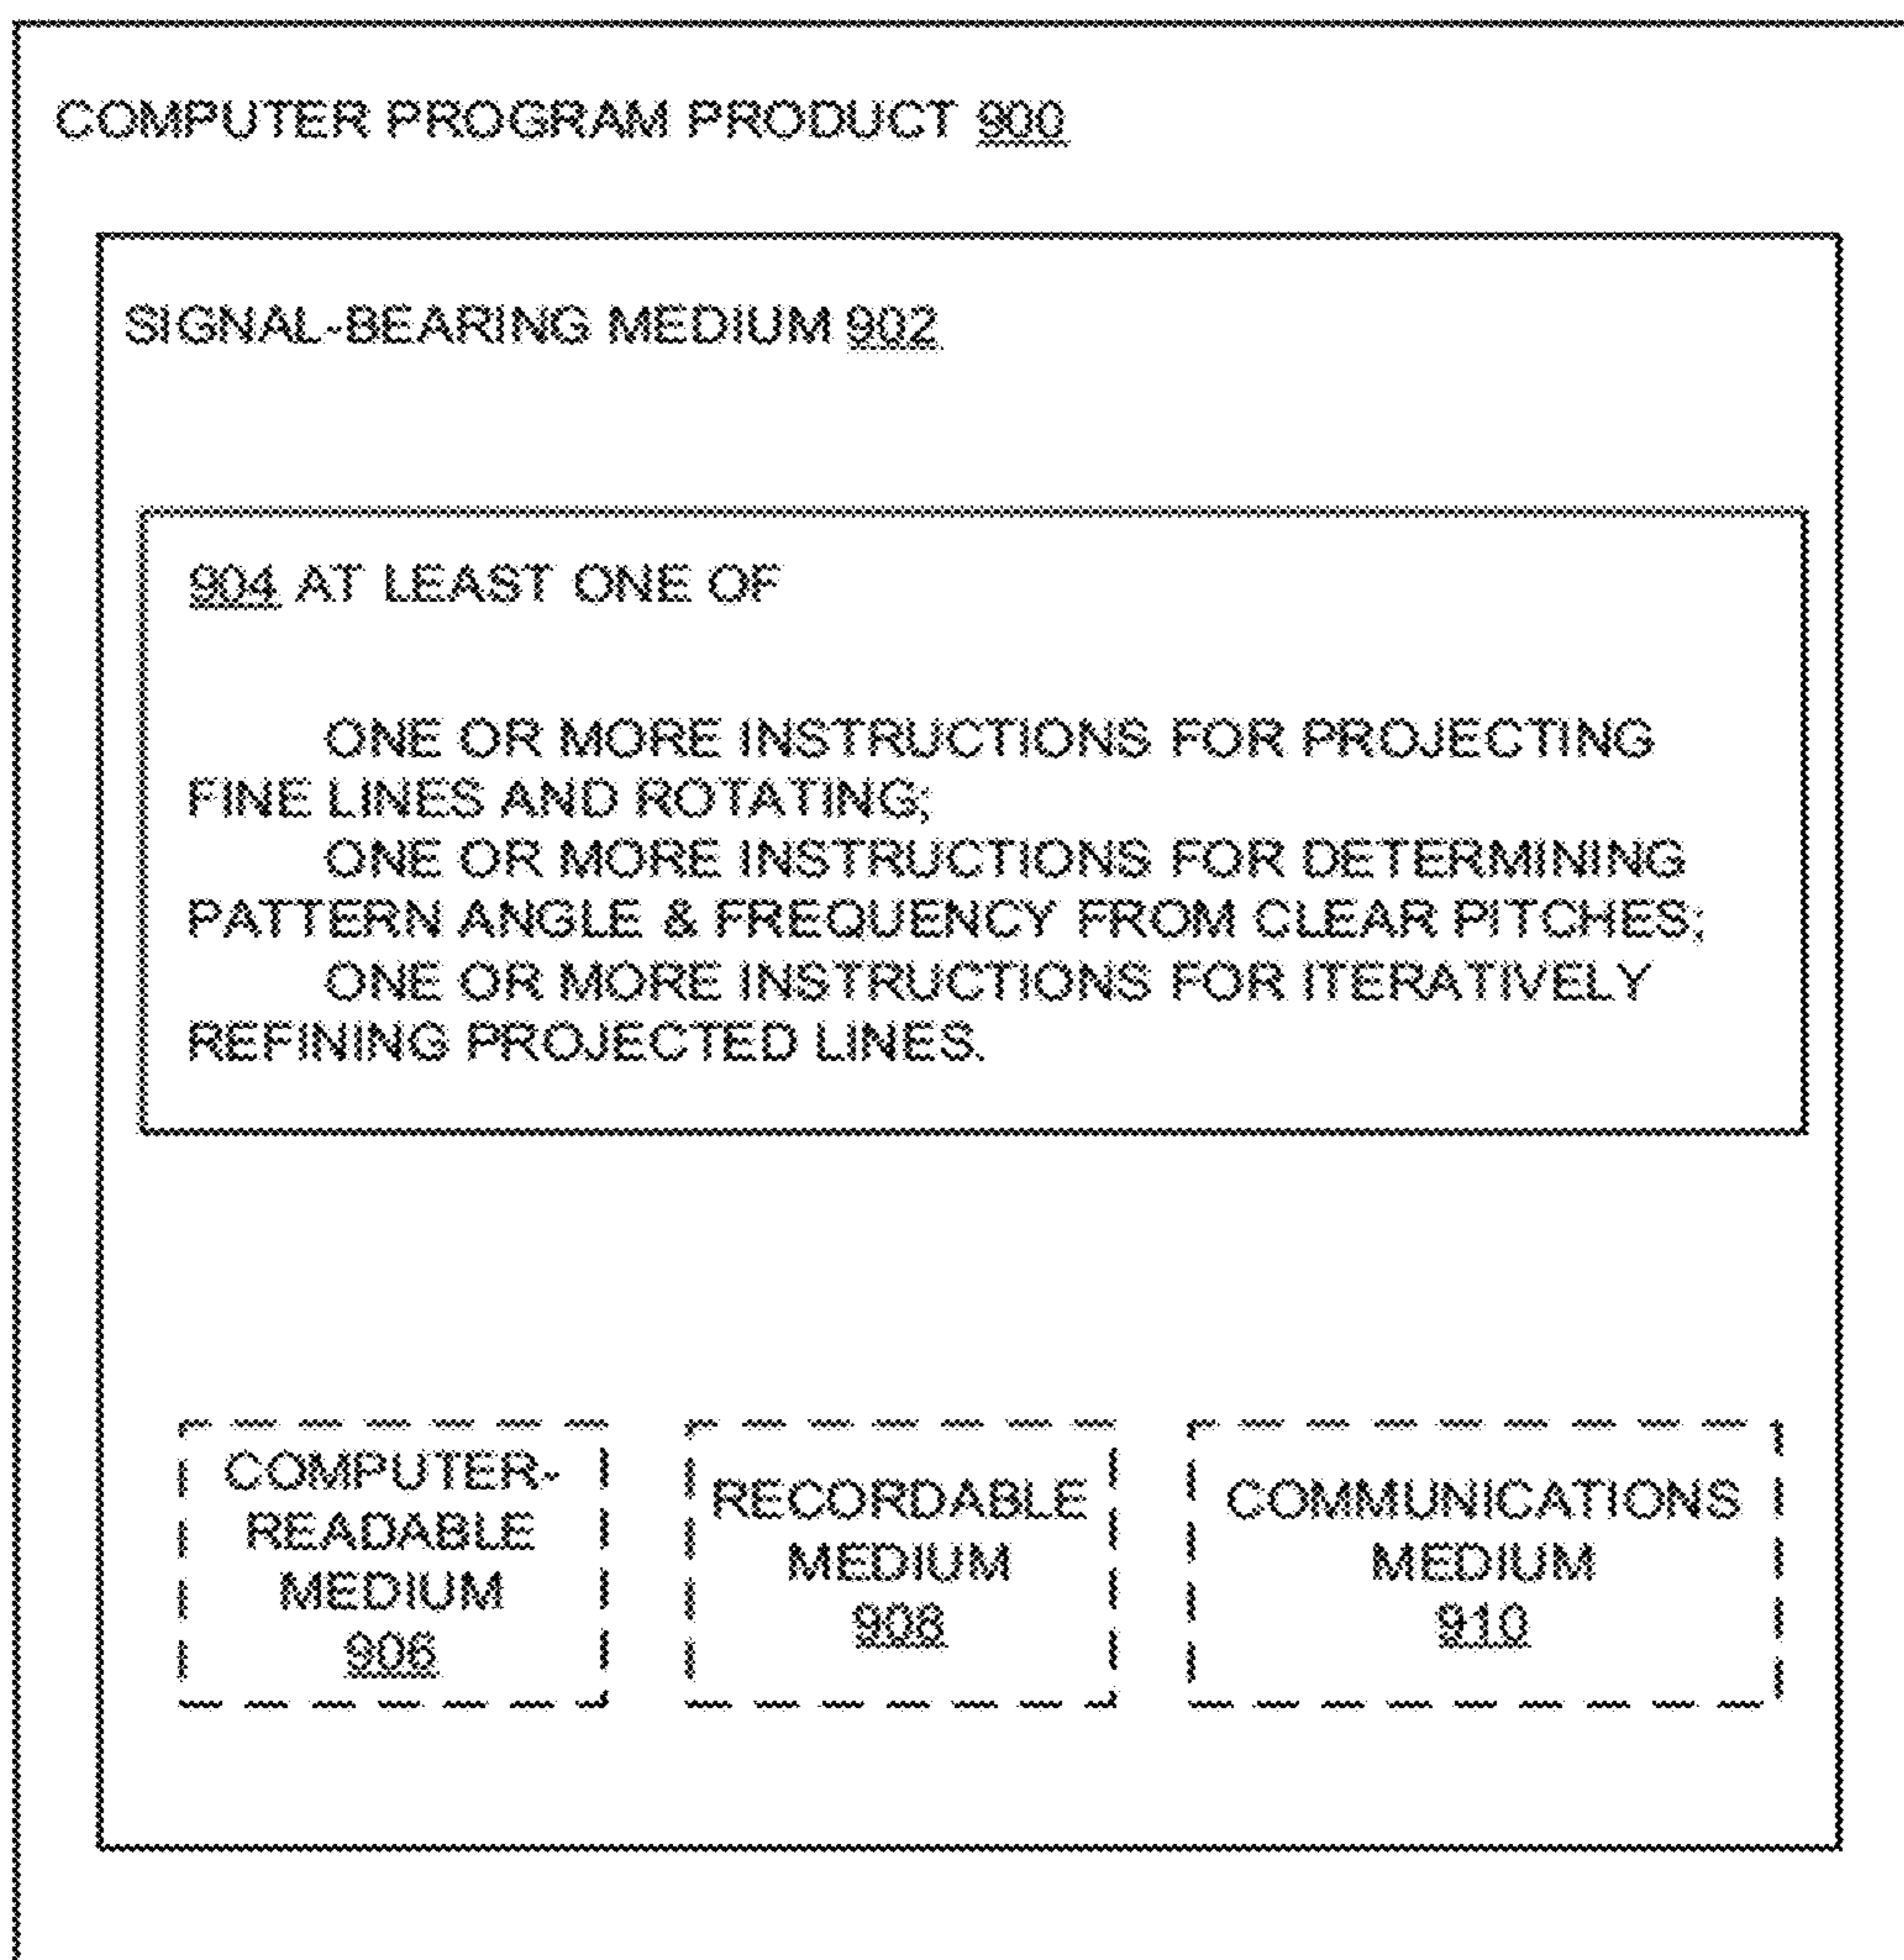 COMPUTER PROGRAM PRODUCT 900
SIGNAL-BEARING MEDIUM 902
904 AT LEAST ONE OF
ONE OR MORE INSTRUCTIONS FOR PROJECTING
FINE LINES AND ROTATING;
ONE OR MORE INSTRUCTIONS FOR DETERMINING
PATTERN ANGLE & FREQUENCY FROM CLEAR PITCHES;
ONE OR MORE INSTRUCTIONS FOR ITERATIVELY
REFINING PROJECTED LINES.
COMPUTER-
READABLE
MEDIUM
906
RECORDABLE
MEDIUM
908
COMMUNICATIONS
MEDIUM
910